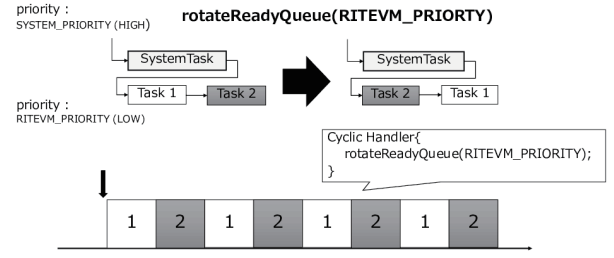 priority :
SYSTEM_PRIORITY (HIGH)
rotateReadyQueue(RITEVM_PRIORTY)
SystemTask
SystemTask
Task 1
Task 2
Task 2
Task 1
priority :
RITEVM_PRIORITY (LOW)
Cyclic Handler{
rotateReadyQueue(RITEVM_PRIORITY);
}
1 2 1 2 1 2 1 2